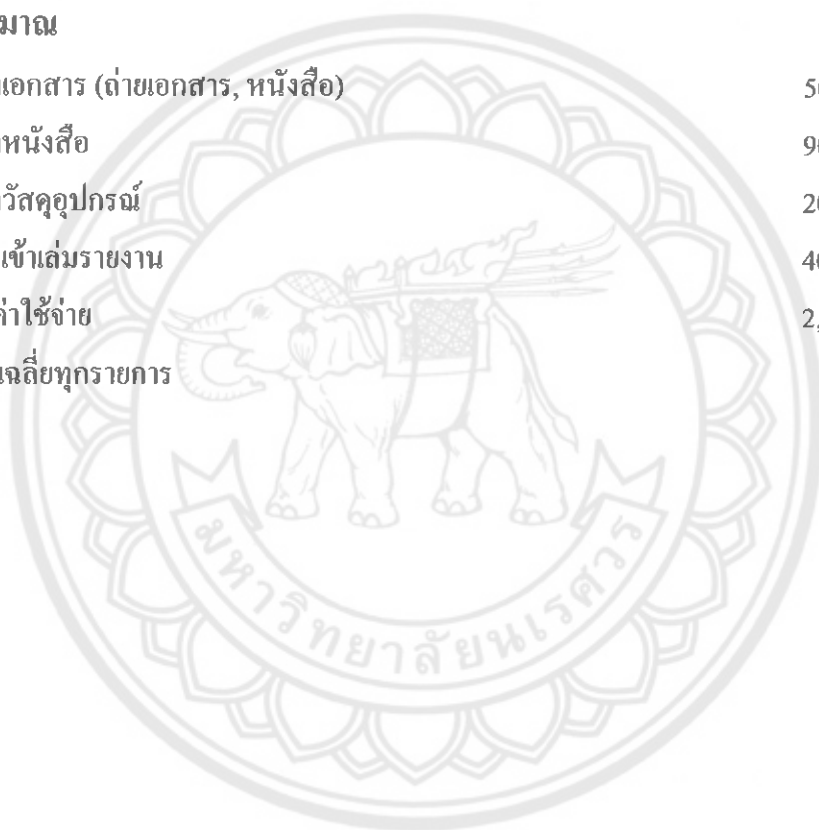 มาณ
เอกสาร (ถ่ายเอกสาร, หนังสือ) 5
หนังสือ 9
วัสดุอุปกรณ์ 2
เข้าเล่มรายงาน 4
ค่าใช้จ่าย 2,
เฉลี่ยทุกรายการ
มหาวิทยาลัยนเรศวร